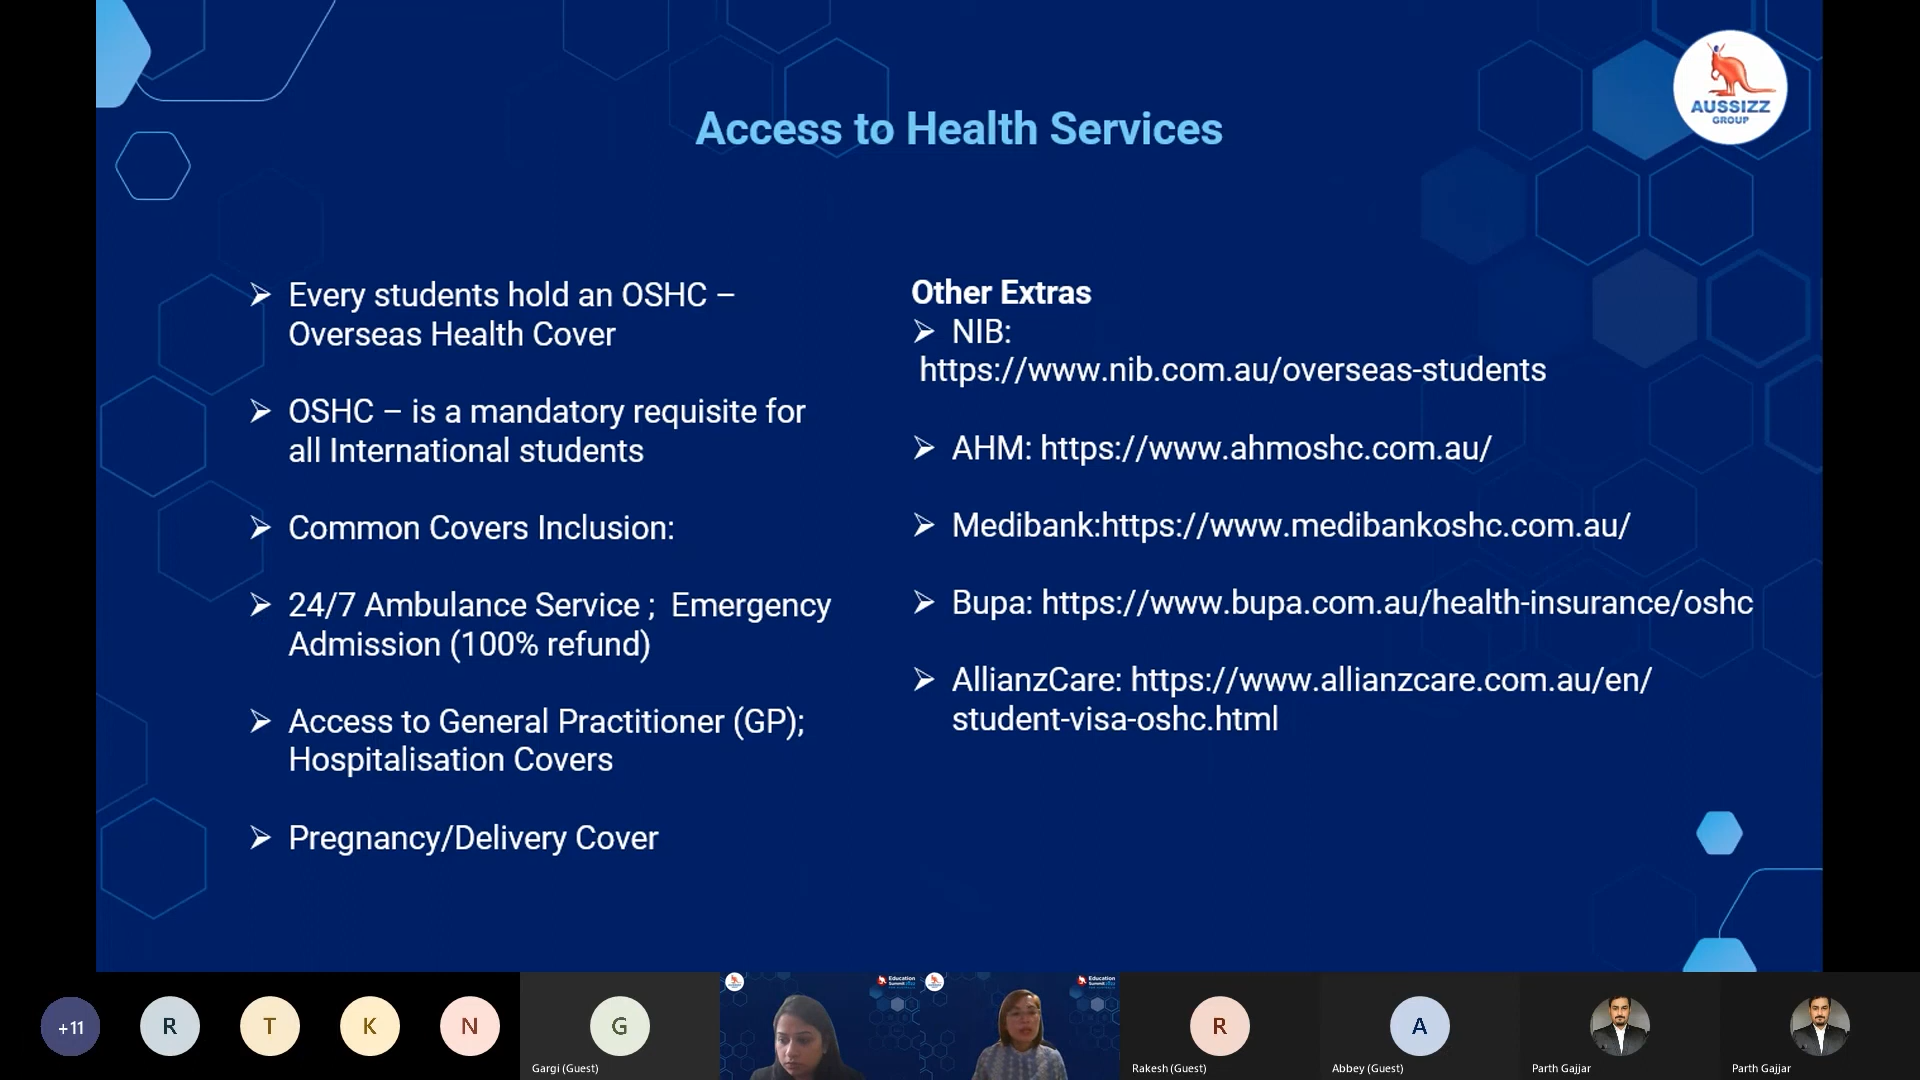 AUSSIZZ
GROUP
Access to Health Services
Every students hold an OSHC –
Overseas Health Cover
OSHC – is a mandatory requisite for
all International students
Common Covers Inclusion:
24/7 Ambulance Service ;  Emergency
Admission (100% refund)
Access to General Practitioner (GP);
Hospitalisation Covers
Pregnancy/Delivery Cover
Other Extras
NIB:
https://www.nib.com.au/overseas-students
AHM: https://www.ahmoshc.com.au/
Medibank:https://www.medibankoshc.com.au/
Bupa: https://www.bupa.com.au/health-insurance/oshc
AllianzCare: https://www.allianzcare.com.au/en/
student-visa-oshc.html
+11
R
T
K
N
G
Gargi (Guest)
Education
Summit
Education
Summit
R
Rakesh (Guest)
A
Abbey (Guest)
Parth Gajjar
Parth Gajjar